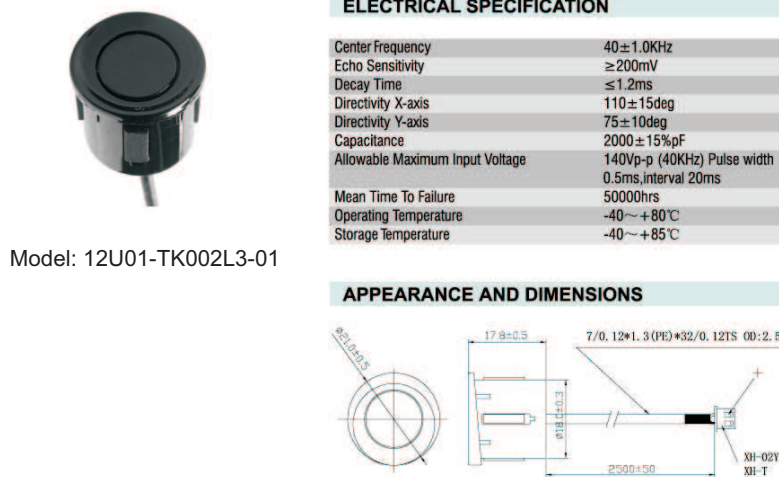 ELECTRICAL SPECIFICATION
Center Frequency 40±1.0KHz
Echo Sensitivity ≥200mV
Decay Time ≤1.2ms
Directivity X-axis 110±15deg
Directivity Y-axis 75±10deg
Capacitance 2000±15%pF
Allowable Maximum Input Voltage 140Vp-p (40KHz) Pulse width
0.5ms,interval 20ms
Mean Time To Failure 50000hrs
Operating Temperature -40～+80℃
Storage Temperature -40～+85℃
Model: 12U01-TK002L3-01
APPEARANCE AND DIMENSIONS
ø21.0±0.5
17.8±0.5
7/0.12*1.3(PE)*32/0.12TS OD:2.5
+
ø18.0±0.3
2500±50
XH-02Y
XH-T